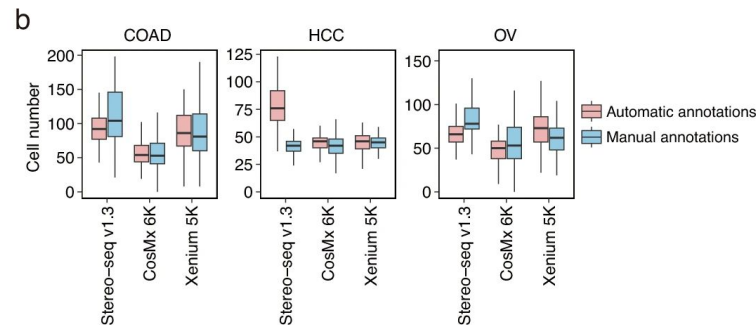 b
COAD
HCC
OV
Cell number
200
150
100
50
0
125
100
75
50
25
0
150
100
50
0
Stereo−seq v1.3
CosMx 6K
Xenium 5K
Stereo−seq v1.3
CosMx 6K
Xenium 5K
Stereo−seq v1.3
CosMx 6K
Xenium 5K
Automatic annotations
Manual annotations